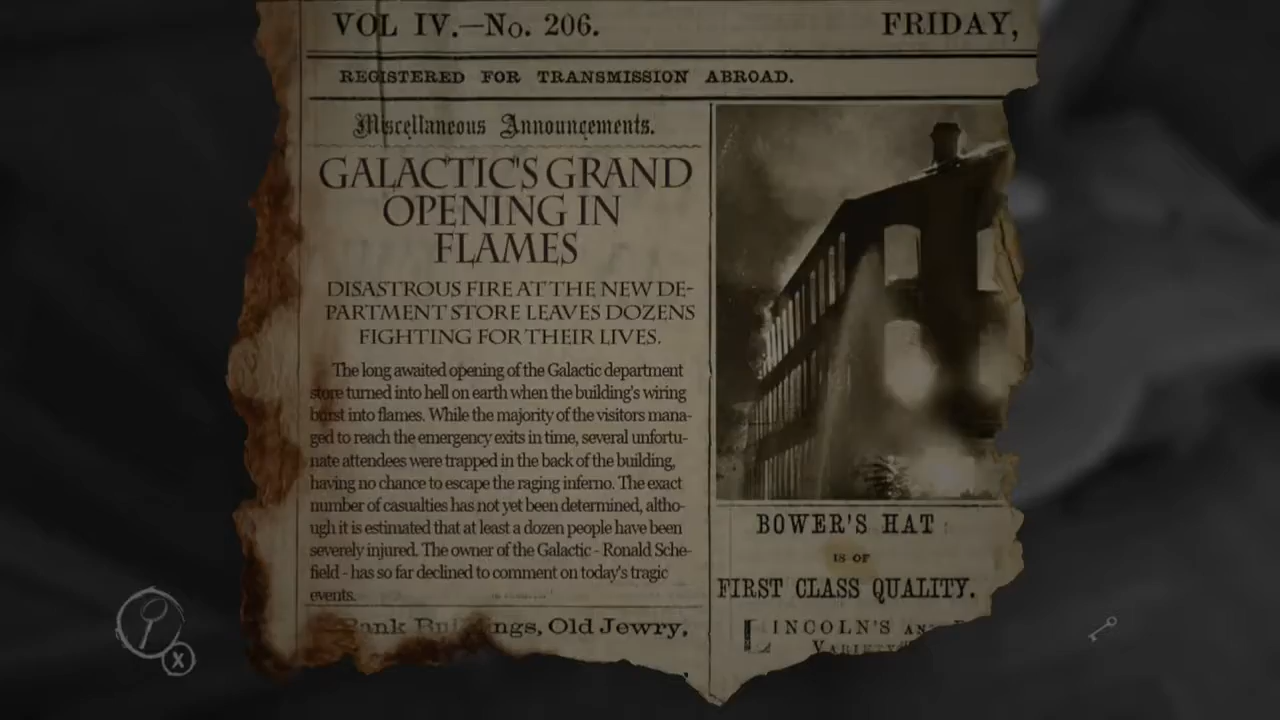 VOL IV.—No. 206.
FRIDAY,
REGISTERED FOR TRANSMISSION ABROAD.
Miscellaneous Announcements.
GALACTIC'S GRAND
OPENING IN
FLAMES
DISASTROUS FIRE AT THE NEW DE-
PARTMENT STORE LEAVES DOZENS
FIGHTING FOR THEIR LIVES.
The long awaited opening of the Galactic department
store turned into hell on earth when the building's wiring
burst into flames. While the majority of the visitors mana-
ged to reach the emergency exits in time, several unfortu-
nate attendees were trapped in the back of the building,
having no chance to escape the raging inferno. The exact
number of casualties has not yet been determined, altho-
ugh it is estimated that at least a dozen people have been
severely injured. The owner of the Galactic - Ronald Sche-
field - has so far declined to comment on today's tragic
events.
Bank Buildings, Old Jewry,
BOWER'S HAT
IS OF
FIRST CLASS QUALITY.
LINCOLN'S AN
VARIETY
X